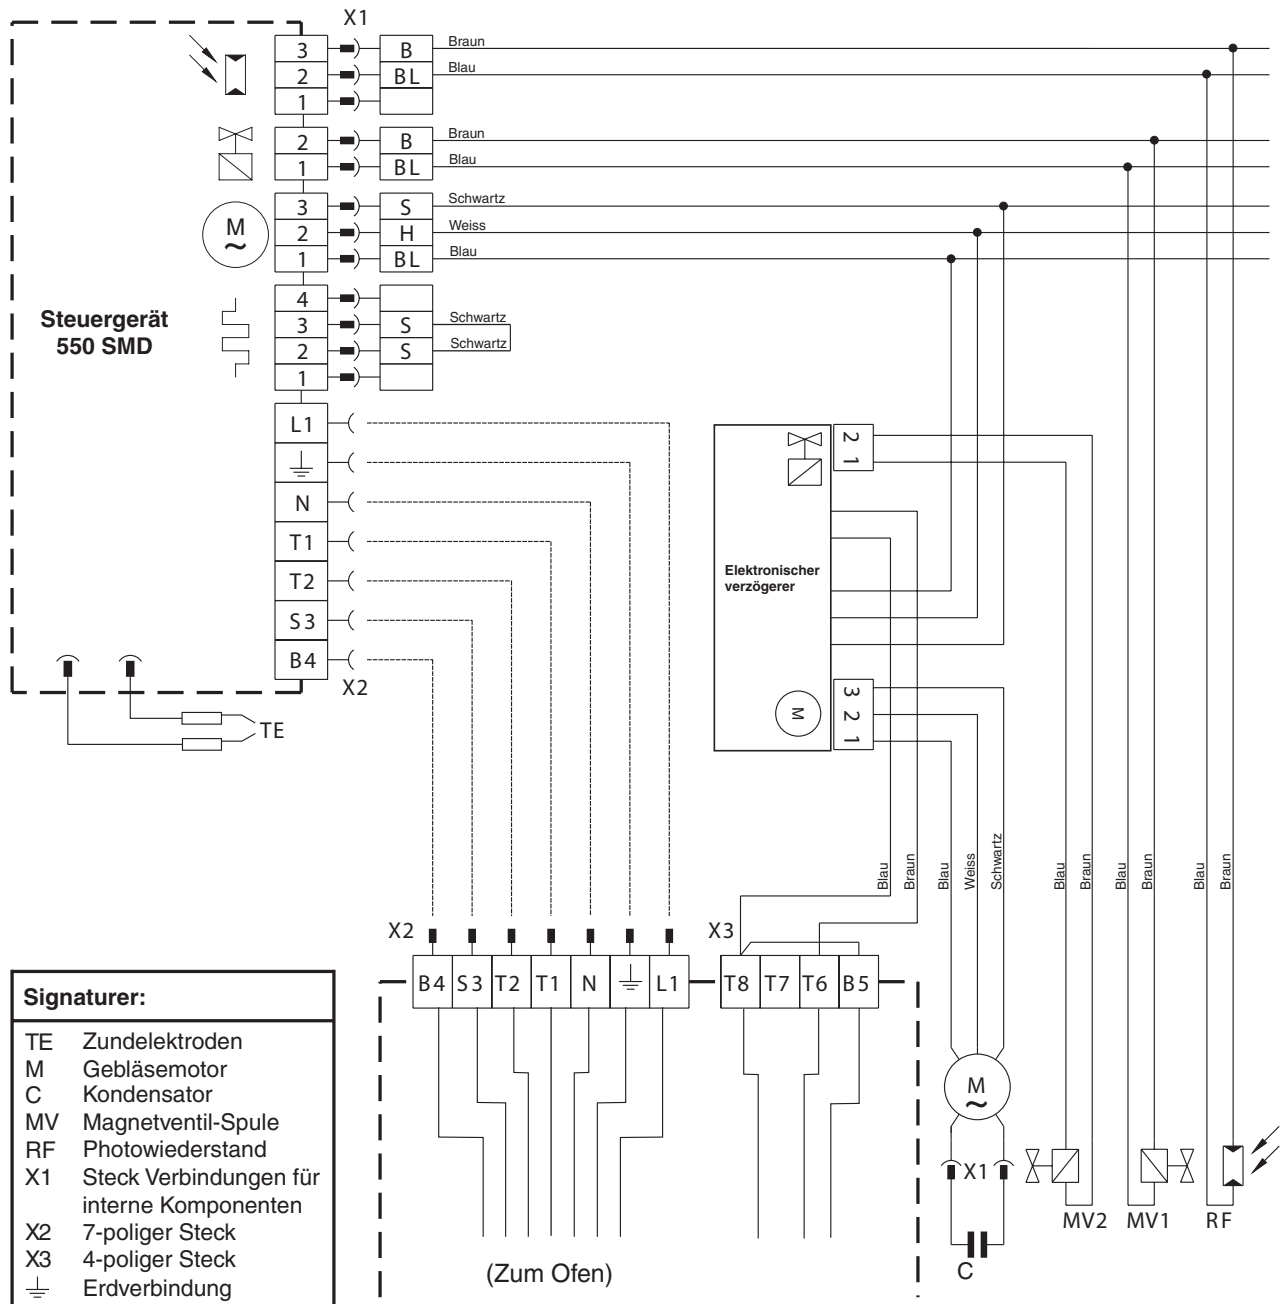 X1
3 B Braun
2 BL Blau
1
2 B Braun
1 BL Blau
3 S Schwartz
M
~
2 H Weiss
1 BL Blau
4
Steuergerät
550 SMD
3 S Schwartz
2 S Schwartz
1
L1
N
T1
T2
S3
B4
X2
TE
2
1
Elektronischer
verzögerer
M
3
2
1
Blau
Braun
Blau
Weiss
Schwartz
Blau
Braun
Blau
Braun
Blau
Braun
X2
X3
B4 S3 T2 T1 N L1
T8 T7 T6 B5
M
~
X1
MV2 MV1 RF
C
(Zum Ofen)
Signaturer:
TE Zundelektroden
M Gebläsemotor
C Kondensator
MV Magnetventil-Spule
RF Photowiederstand
X1 Steck Verbindungen für
interne Komponenten
X2 7-poliger Steck
X3 4-poliger Steck
Erdverbindung